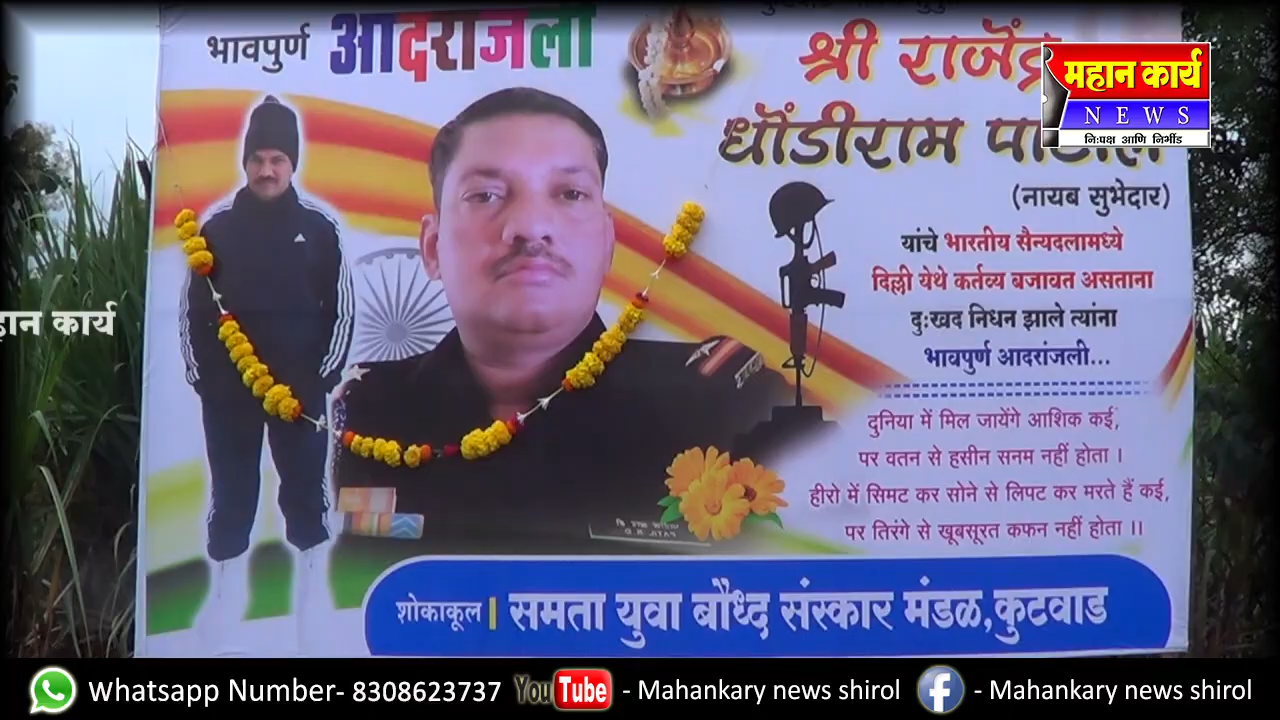 भावपुर्ण आदराजली
श्री राजेंद्र
धोंडीराम पाटील
(नायब सुभेदार)
यांचे भारतीय सैन्यदलामध्ये
दिल्ली येथे कर्तव्य बजावत असताना
दुःखद निधन झाले त्यांना
भावपुर्ण आदरांजली...
दुनिया में मिल जायेंगे आशिक कई,
पर वतन से हसीन सनम नहीं होता ।
हीरो में सिमट कर सोने से लिपट कर मरते हैं कई,
पर तिरंगे से खूबसूरत कफन नहीं होता ।।
शोकाकूल | समता युवा बौध्द संस्कार मंडळ,कुटवाड
महान कार्य
NEWS
निःपक्ष आणि निर्भीड
हान कार्य
Whatsapp Number- 8308623737 YouTube - Mahankary news shirol f - Mahankary news shirol